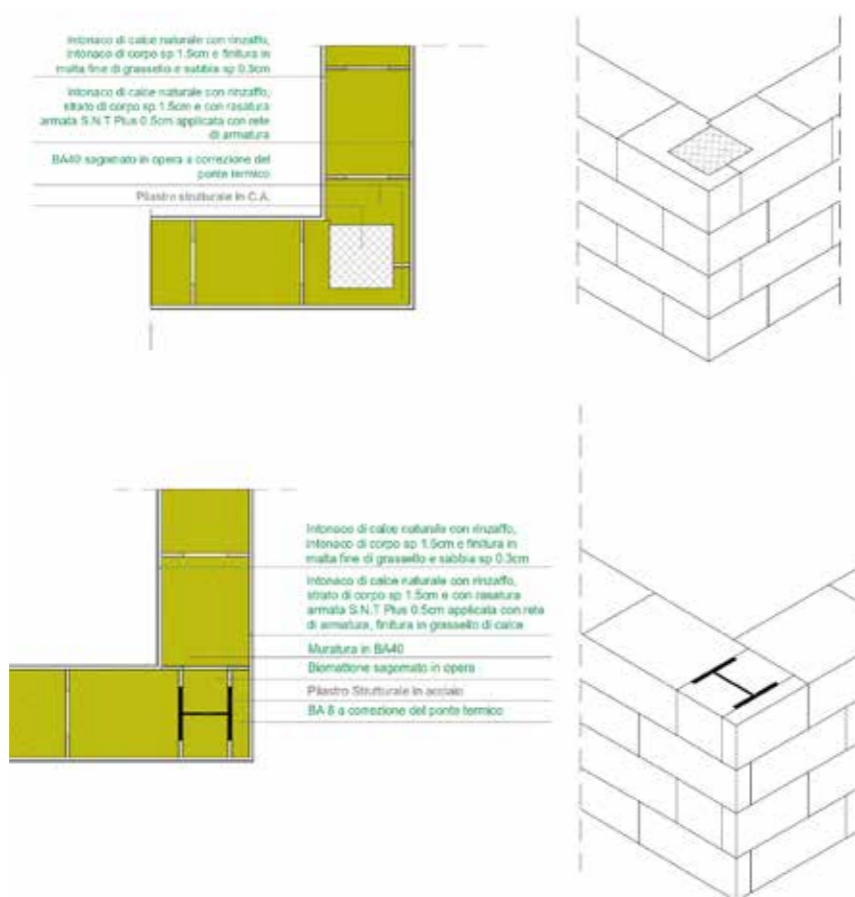 Intonaco di calce naturale con rinzaffo,
intonaco di corpo sp 1.5cm e finitura in
malta fine di grassello e sabbia sp 0.3cm
Intonaco di calce naturale con rinzaffo,
strato di corpo sp 1.5cm e con rasatura
armata S.N.T Plus 0.5cm applicata con rete
di armatura
BA40 sagomato in opera a correzione del
ponte termico
Pilastro strutturale in C.A.
Intonaco di calce naturale con rinzaffo,
intonaco di corpo sp 1.5cm e finitura in
malta fine di grassello e sabbia sp 0.3cm
Intonaco di calce naturale con rinzaffo,
strato di corpo sp 1.5cm e con rasatura
armata S.N.T Plus 0.5cm applicata con rete
di armatura, finitura in grassello di calce
Muratura in BA40
Biomattone sagomato in opera
Pilastro Strutturale in acciaio
BA 8 a correzione del ponte termico